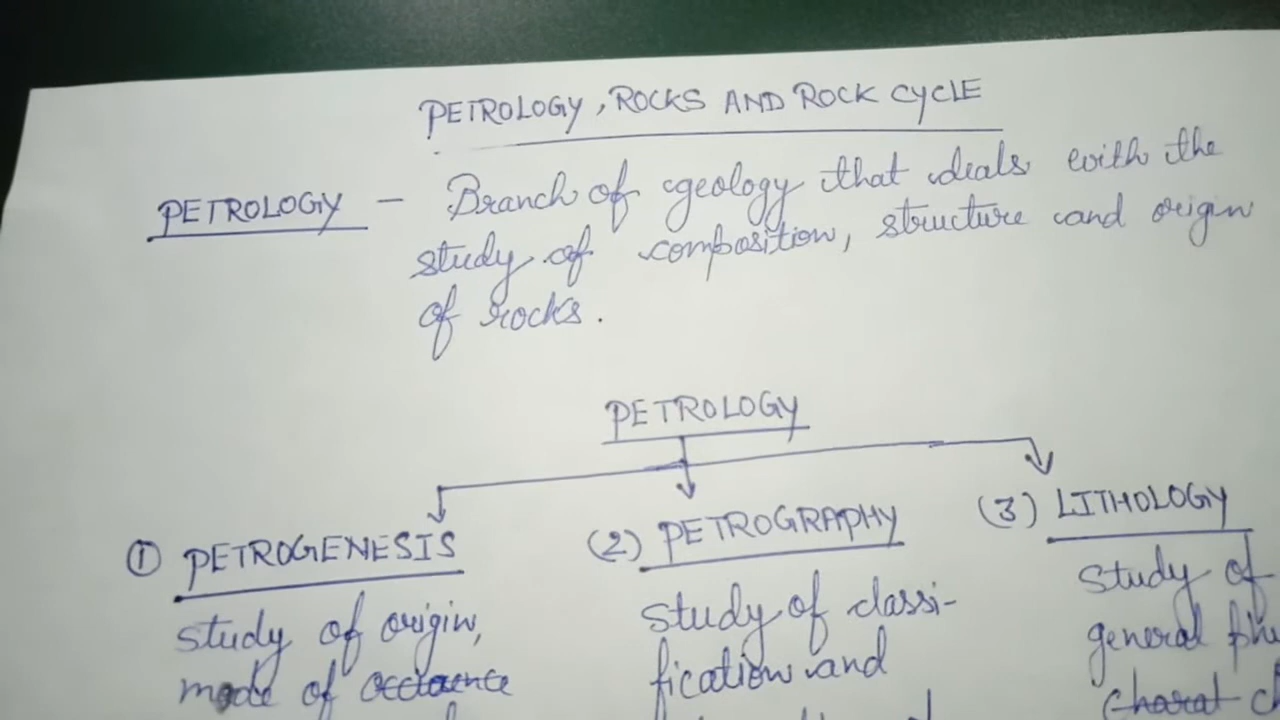 PETROLOGY, ROCKS AND ROCK CYCLE
PETROLOGY - Branch of geology that deals with the
study of composition, structure and origin
of rocks.
PETROLOGY
① PETROGENESIS
(2) PETROGRAPHY
(3) LITHOLOGY
study of origin,
mode of
study of classi-
fication and
Study of
general